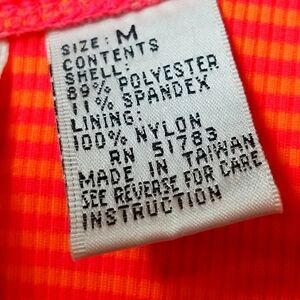 SIZE: M
CONTENTS
SHELL:
89% POLYESTER
11% SPANDEX
LINING:
100% NYLON
RN 51783
MADE IN TAIWAN
SEE REVERSE FOR CARE
INSTRUCTION